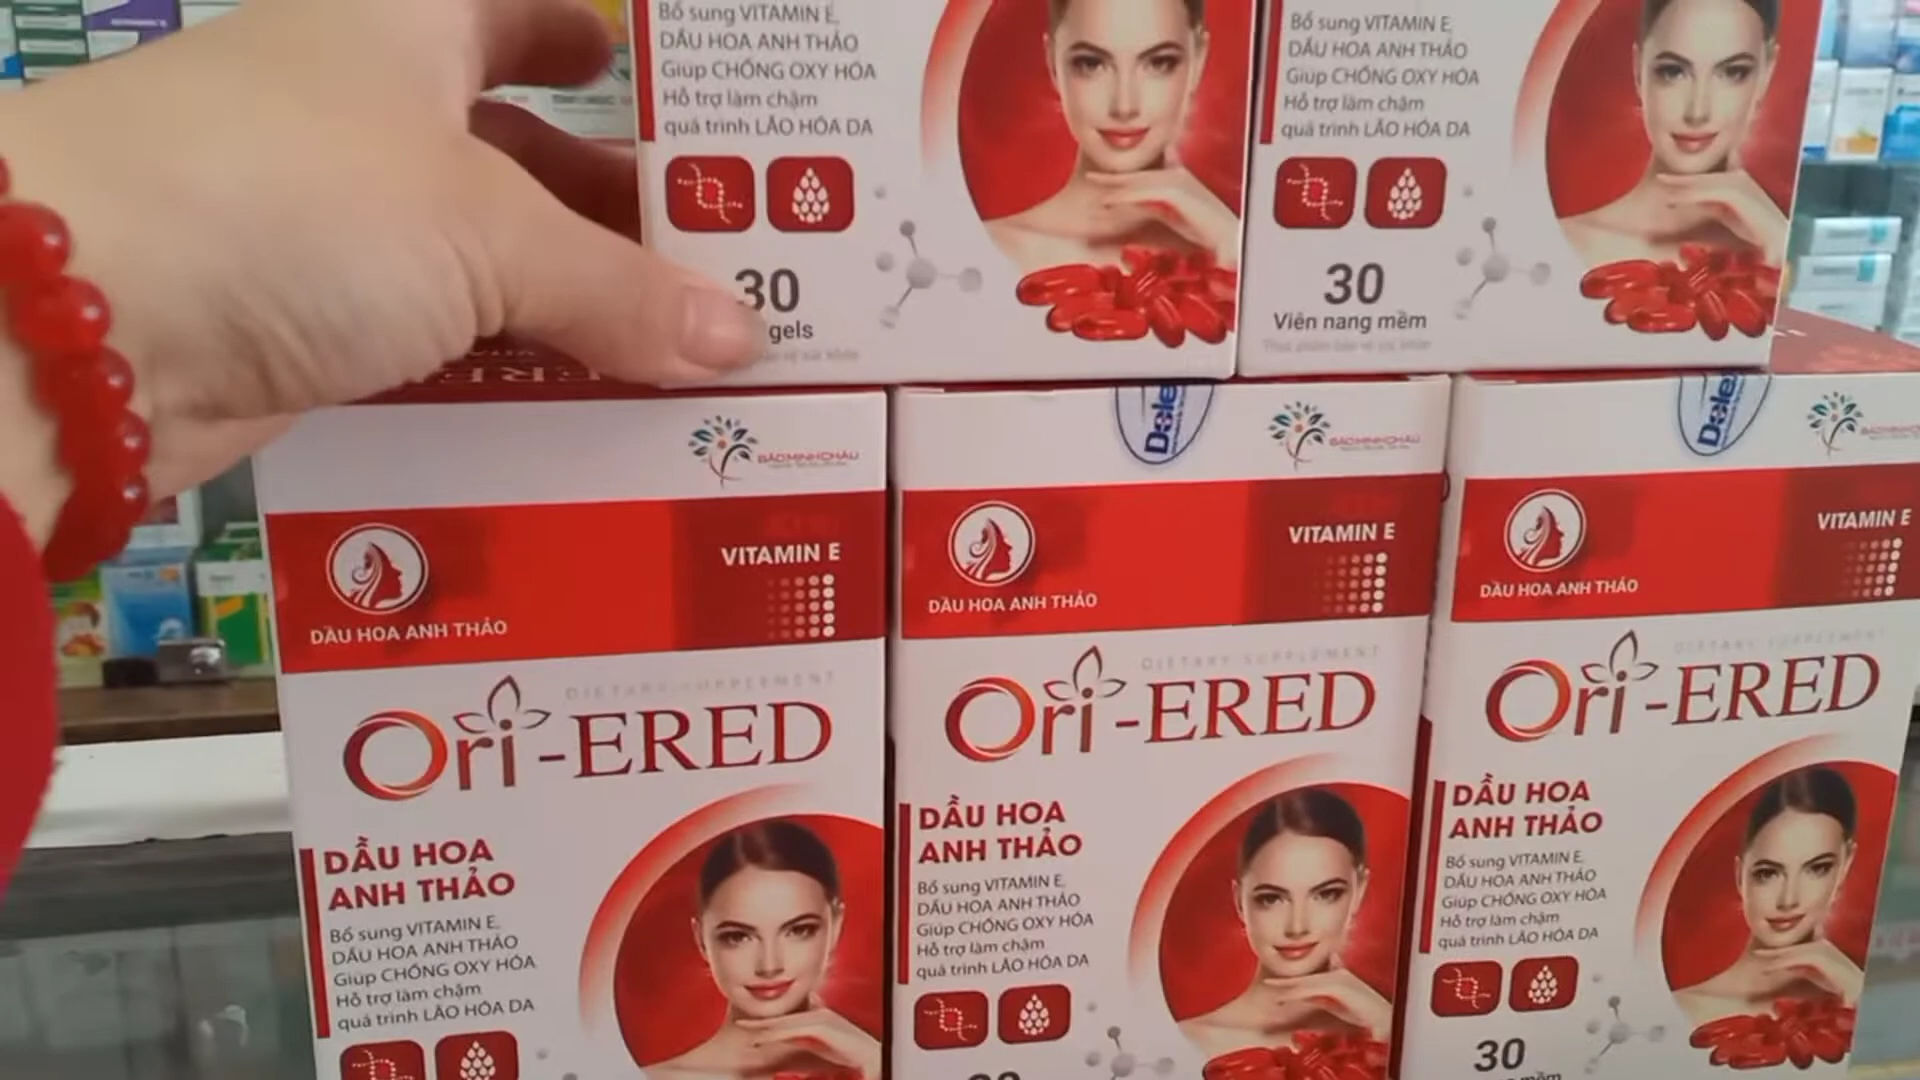 Bổ sung VITAMIN E,
DẦU HOA ANH THẢO
Giúp CHỐNG OXY HÓA
Hỗ trợ làm chậm
quá trình LÃO HÓA DA
30
gels
Bổ sung VITAMIN E,
DẦU HOA ANH THẢO
Giúp CHỐNG OXY HÓA
Hỗ trợ làm chậm
quá trình LÃO HÓA DA
30
Viên nang mềm
Thực phẩm bảo vệ sức khỏe
BẢO MINH CHÂU
VITAMIN E
DẦU HOA ANH THẢO
DIETARY SUPPERMENT
Ori-ERED
DẦU HOA
ANH THẢO
Bổ sung VITAMIN E,
DẦU HOA ANH THẢO
Giúp CHỐNG OXY HÓA
Hỗ trợ làm chậm
quá trình LÃO HÓA DA
Dolex
BẢO MINH CHÂU
VITAMIN E
DẦU HOA ANH THẢO
DIETARY SUPPLEMENT
Ori-ERED
DẦU HOA
ANH THẢO
Bổ sung VITAMIN E,
DẦU HOA ANH THẢO
Giúp CHỐNG OXY HÓA
Hỗ trợ làm chậm
quá trình LÃO HÓA DA
30
Dolex
VITAMIN E
DẦU HOA ANH THẢO
DIETARY SUPPLEMENT
Ori-ERED
DẦU HOA
ANH THẢO
Bổ sung VITAMIN E,
DẦU HOA ANH THẢO
Giúp CHỐNG OXY HÓA
Hỗ trợ làm chậm
quá trình LÃO HÓA DA
30
mềm